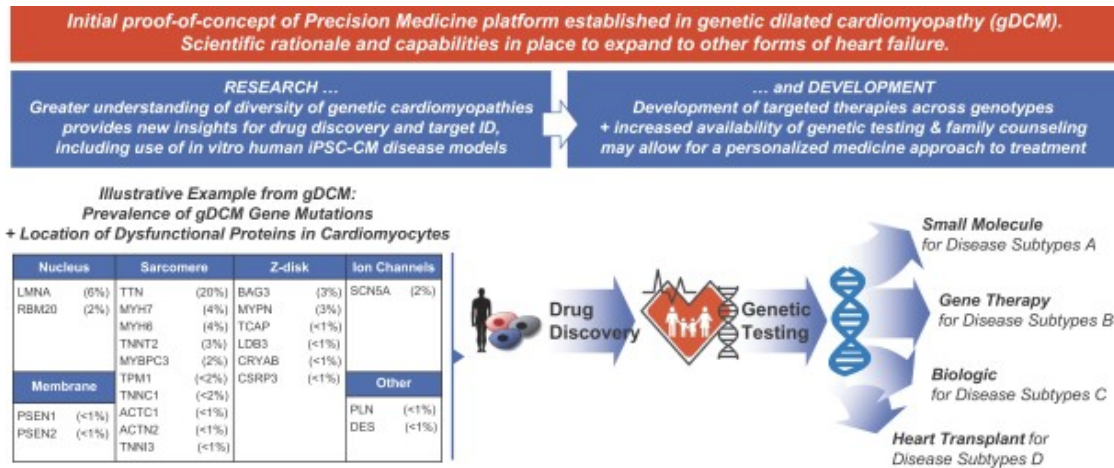 Initial proof-of-concept of Precision Medicine platform established in genetic dilated cardiomyopathy (gDCM).
Scientific rationale and capabilities in place to expand to other forms of heart failure.
RESEARCH ...
Greater understanding of diversity of genetic cardiomyopathies
provides new insights for drug discovery and target ID,
including use of in vitro human iPSC-CM disease models
... and DEVELOPMENT
Development of targeted therapies across genotypes
+ increased availability of genetic testing & family counseling
may allow for a personalized medicine approach to treatment
Illustrative Example from gDCM:
Prevalence of gDCM Gene Mutations
+ Location of Dysfunctional Proteins in Cardiomyocytes
Nucleus
LMNA (6%)
RBM20 (2%)
Membrane
PSEN1 (<1%)
PSEN2 (<1%)
Sarcomere
TTN (20%)
MYH7 (4%)
MYH6 (4%)
TNNT2 (3%)
MYBPC3 (2%)
TPM1 (<2%)
TNNC1 (<2%)
ACTC1 (<1%)
ACTN2 (<1%)
TNNI3 (<1%)
Z-disk
BAG3 (3%)
MYPN (3%)
TCAP (<1%)
LDB3 (<1%)
CRYAB (<1%)
CSRP3 (<1%)
Ion Channels
SCN5A (2%)
Other
PLN (<1%)
DES (<1%)
Drug
Discovery
Genetic
Testing
Small Molecule
for Disease Subtypes A
Gene Therapy
for Disease Subtypes B
Biologic
for Disease Subtypes C
Heart Transplant for
Disease Subtypes D